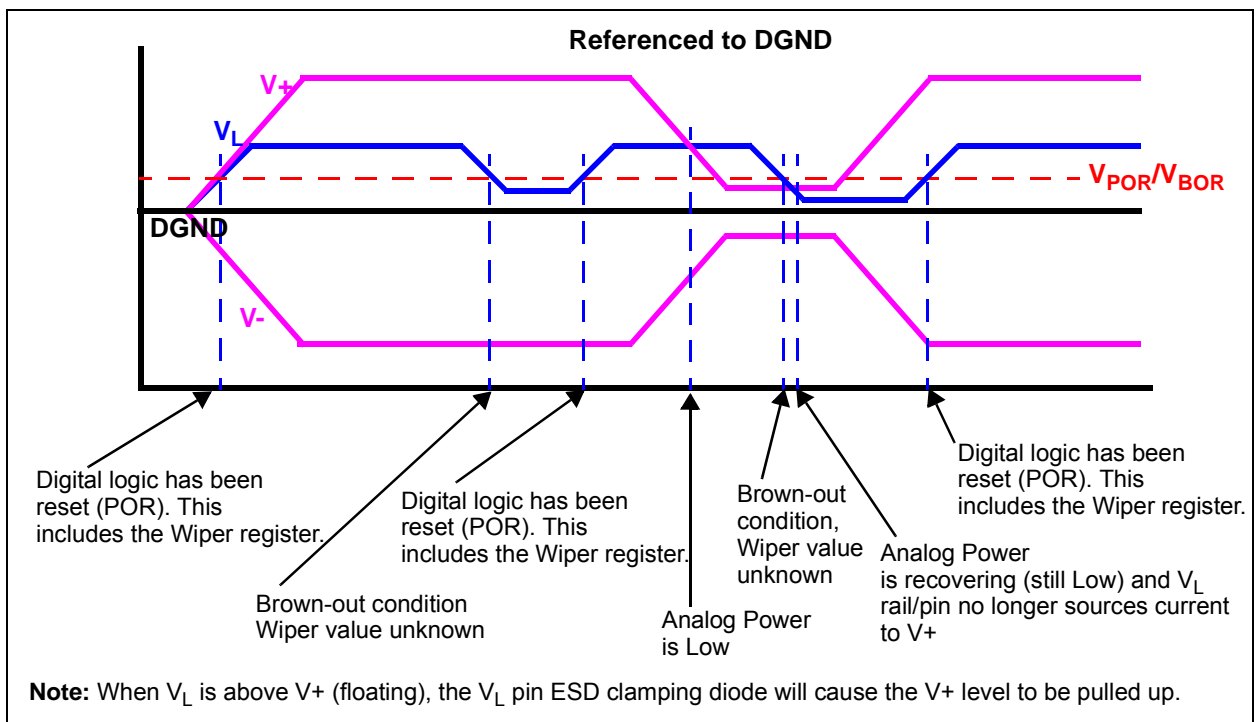 Referenced to DGND
V+
VL
VPOR/VBOR
DGND
V-
Digital logic has been
reset (POR). This
includes the Wiper register.
Brown-out condition
Wiper value unknown
Digital logic has been
reset (POR). This
includes the Wiper register.
Analog Power
is Low
Brown-out
condition,
Wiper value
unknown
Analog Power
is recovering (still Low) and VL
rail/pin no longer sources current
to V+
Digital logic has been
reset (POR). This
includes the Wiper register.
Note: When VL is above V+ (floating), the VL pin ESD clamping diode will cause the V+ level to be pulled up.